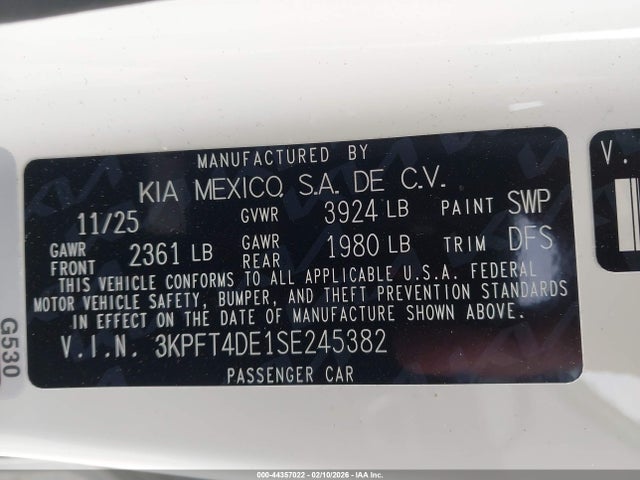 MANUFACTURED BY
KIA MEXICO, S.A. DE C.V.
11/25 GVWR 3924 LB PAINT SWP
GAWR FRONT 2361 LB GAWR REAR 1980 LB TRIM DFS
THIS VEHICLE CONFORMS TO ALL APPLICABLE U.S.A. FEDERAL
MOTOR VEHICLE SAFETY, BUMPER, AND THEFT PREVENTION STANDARDS
IN EFFECT ON THE DATE OF MANUFACTURE SHOWN ABOVE.
V.I.N. 3KPFT4DE1SE245382
PASSENGER CAR
G530
V.
000-44357022 - 02/10/2026 - IAA Inc.